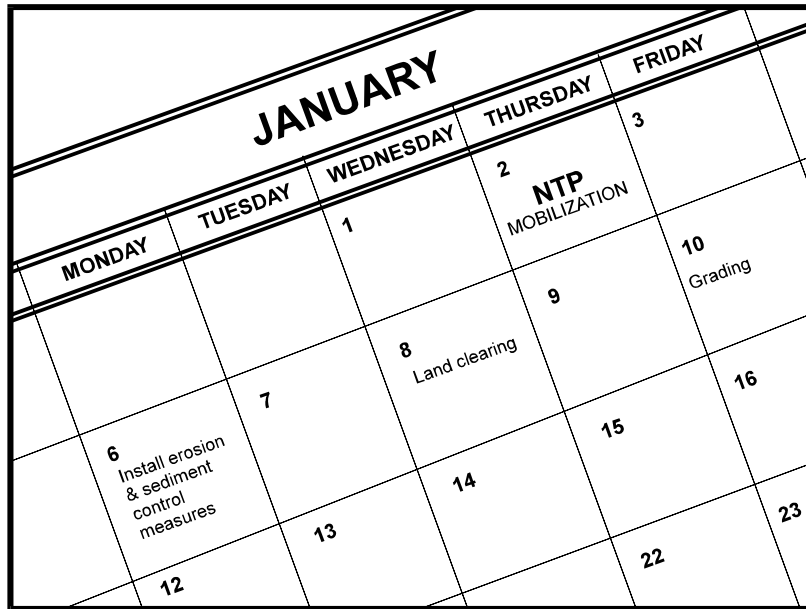 JANUARY
MONDAY TUESDAY WEDNESDAY THURSDAY FRIDAY
1
2
NTP
MOBILIZATION
3
6
Install erosion
& sediment
control
measures
7
8
Land clearing
9
10
Grading
12
13
14
15
16
22
23